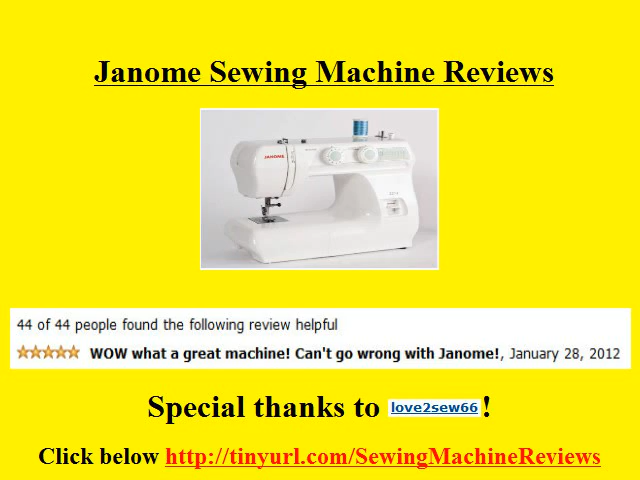 Janome Sewing Machine Reviews
JANOME
44 of 44 people found the following review helpful
WOW what a great machine! Can't go wrong with Janome!, January 28, 2012
Special thanks to love2sew66!
Click below http://tinyurl.com/SewingMachineReviews